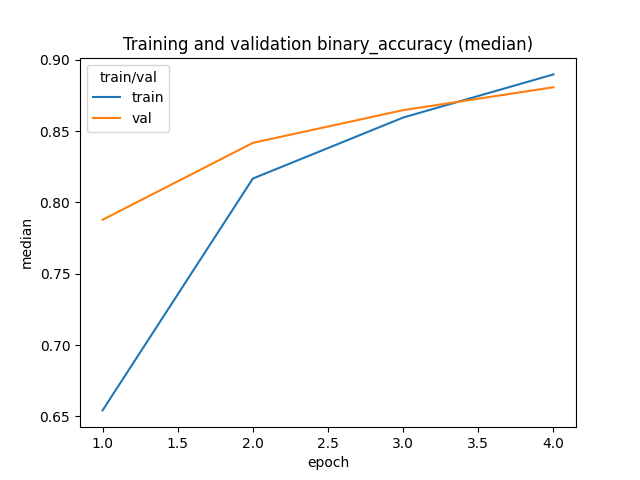 Training and validation binary_accuracy (median)
train/val
train
val
0.90
0.85
0.80
0.75
0.70
0.65
median
1.0 1.5 2.0 2.5 3.0 3.5 4.0
epoch